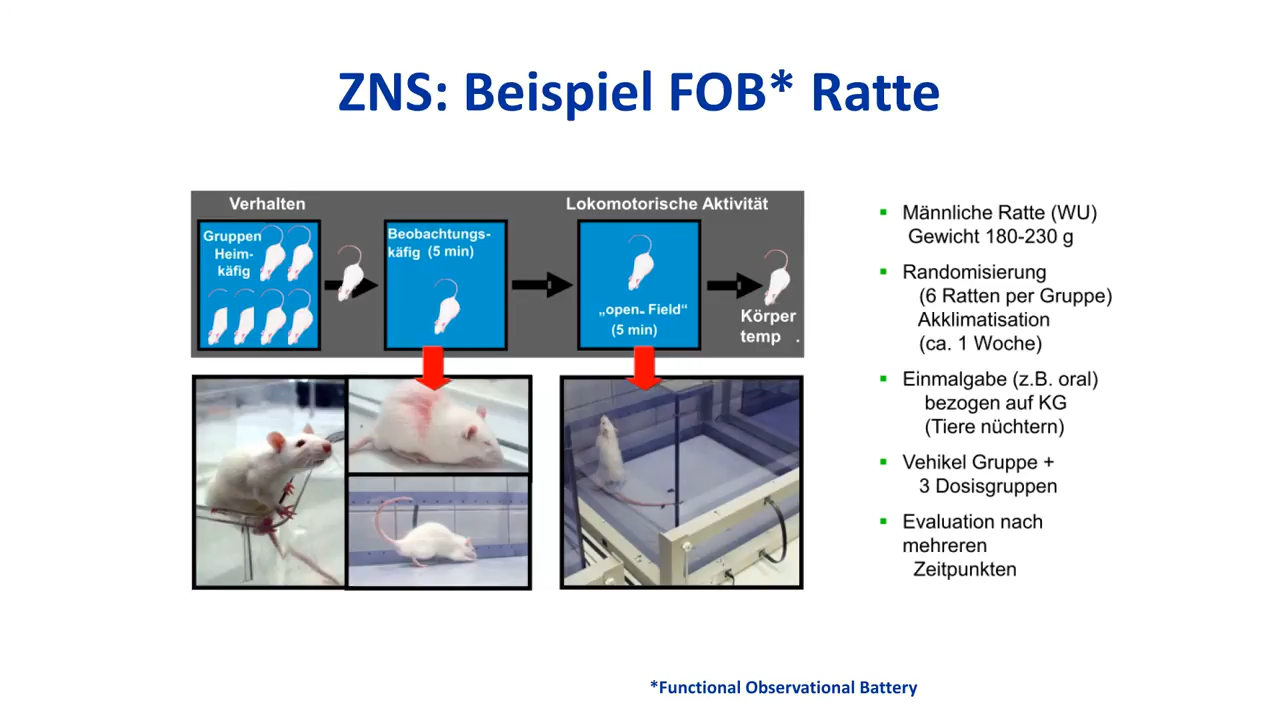 ZNS: Beispiel FOB* Ratte
Verhalten
Lokomotorische Aktivität
Gruppen
Heim-
käfig
Beobachtungs-
käfig (5 min)
„open. Field“
(5 min)
Körper
temp .
▪ Männliche Ratte (WU)
Gewicht 180-230 g
▪ Randomisierung
(6 Ratten per Gruppe)
Akklimatisation
(ca. 1 Woche)
▪ Einmalgabe (z.B. oral)
bezogen auf KG
(Tiere nüchtern)
▪ Vehikel Gruppe +
3 Dosisgruppen
▪ Evaluation nach
mehreren
Zeitpunkten
*Functional Observational Battery